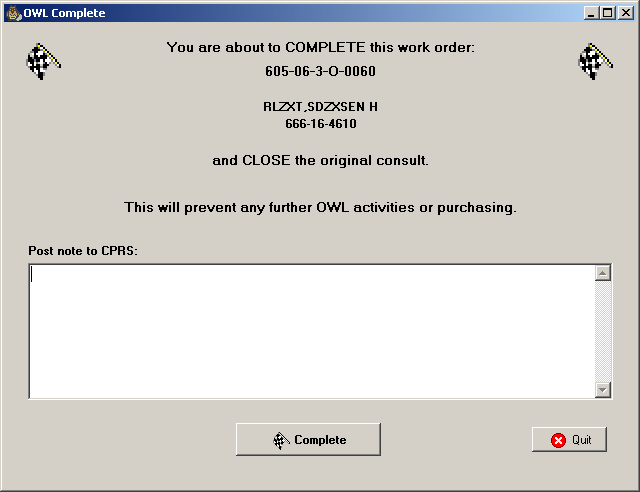 OWL Complete
You are about to COMPLETE this work order:
605-06-3-O-0060
RLZXT,SDZXSEN H
666-16-4610
and CLOSE the original consult.
This will prevent any further OWL activities or purchasing.
Post note to CPRS:
Complete
Quit